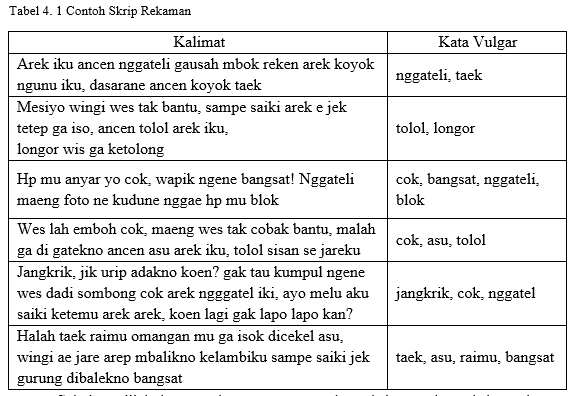 Tabel 4. 1 Contoh Skrip Rekaman
Kalimat
Kata Vulgar
Arek iku ancen nggateli gausah mbok reken arek koyok
ngunu iku, dasarane ancen koyok taek
nggateli, taek
Mesiyo wingi wes tak bantu, sampe saiki arek e jek
tetep ga iso, ancen tolol arek iku,
longor wis ga ketolong
tolol, longor
Hp mu anyar yo cok, wapik ngene bangsat! Nggateli
maeng foto ne kudune nggae hp mu blok
cok, bangsat, nggateli,
blok
Wes lah emboh cok, maeng wes tak cobak bantu, malah
ga di gatekno ancen asu arek iku, tolol sisan se jareku
cok, asu, tolol
Jangkrik, jik urip adakno koen? gak tau kumpul ngene
wes dadi sombong cok arek ngggatel iki, ayo melu aku
saiki ketemu arek arek, koen lagi gak lapo lapo kan?
jangkrik, cok, nggatel
Halah taek raimu omangan mu ga isok dicekel asu,
wingi ae jare arep mbalikno kelambiku sampe saiki jek
gurung dibalekno bangsat
taek, asu, raimu, bangsat